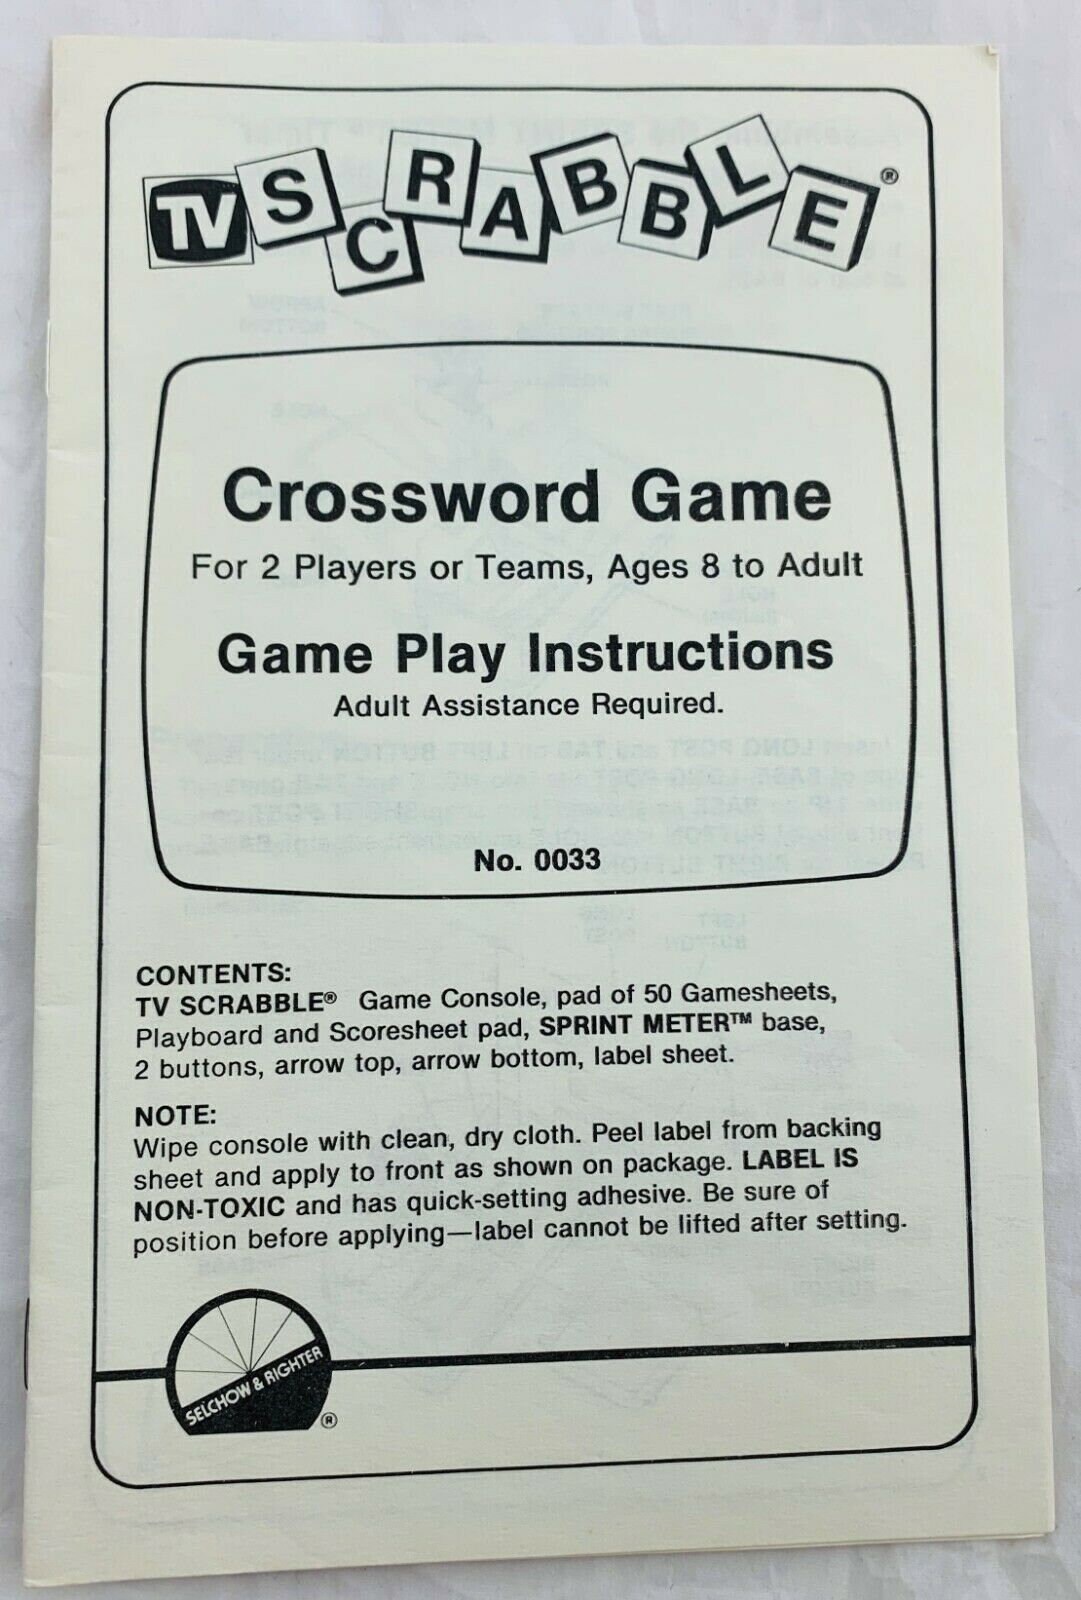 TV SCRABBLE®
Crossword Game
For 2 Players or Teams, Ages 8 to Adult
Game Play Instructions
Adult Assistance Required.
No. 0033
CONTENTS:
TV SCRABBLE® Game Console, pad of 50 Gamesheets,
Playboard and Scoresheet pad, SPRINT METER™ base,
2 buttons, arrow top, arrow bottom, label sheet.
NOTE:
Wipe console with clean, dry cloth. Peel label from backing
sheet and apply to front as shown on package. LABEL IS
NON-TOXIC and has quick-setting adhesive. Be sure of
position before applying—label cannot be lifted after setting.
SELCHOW & RIGHTER
®